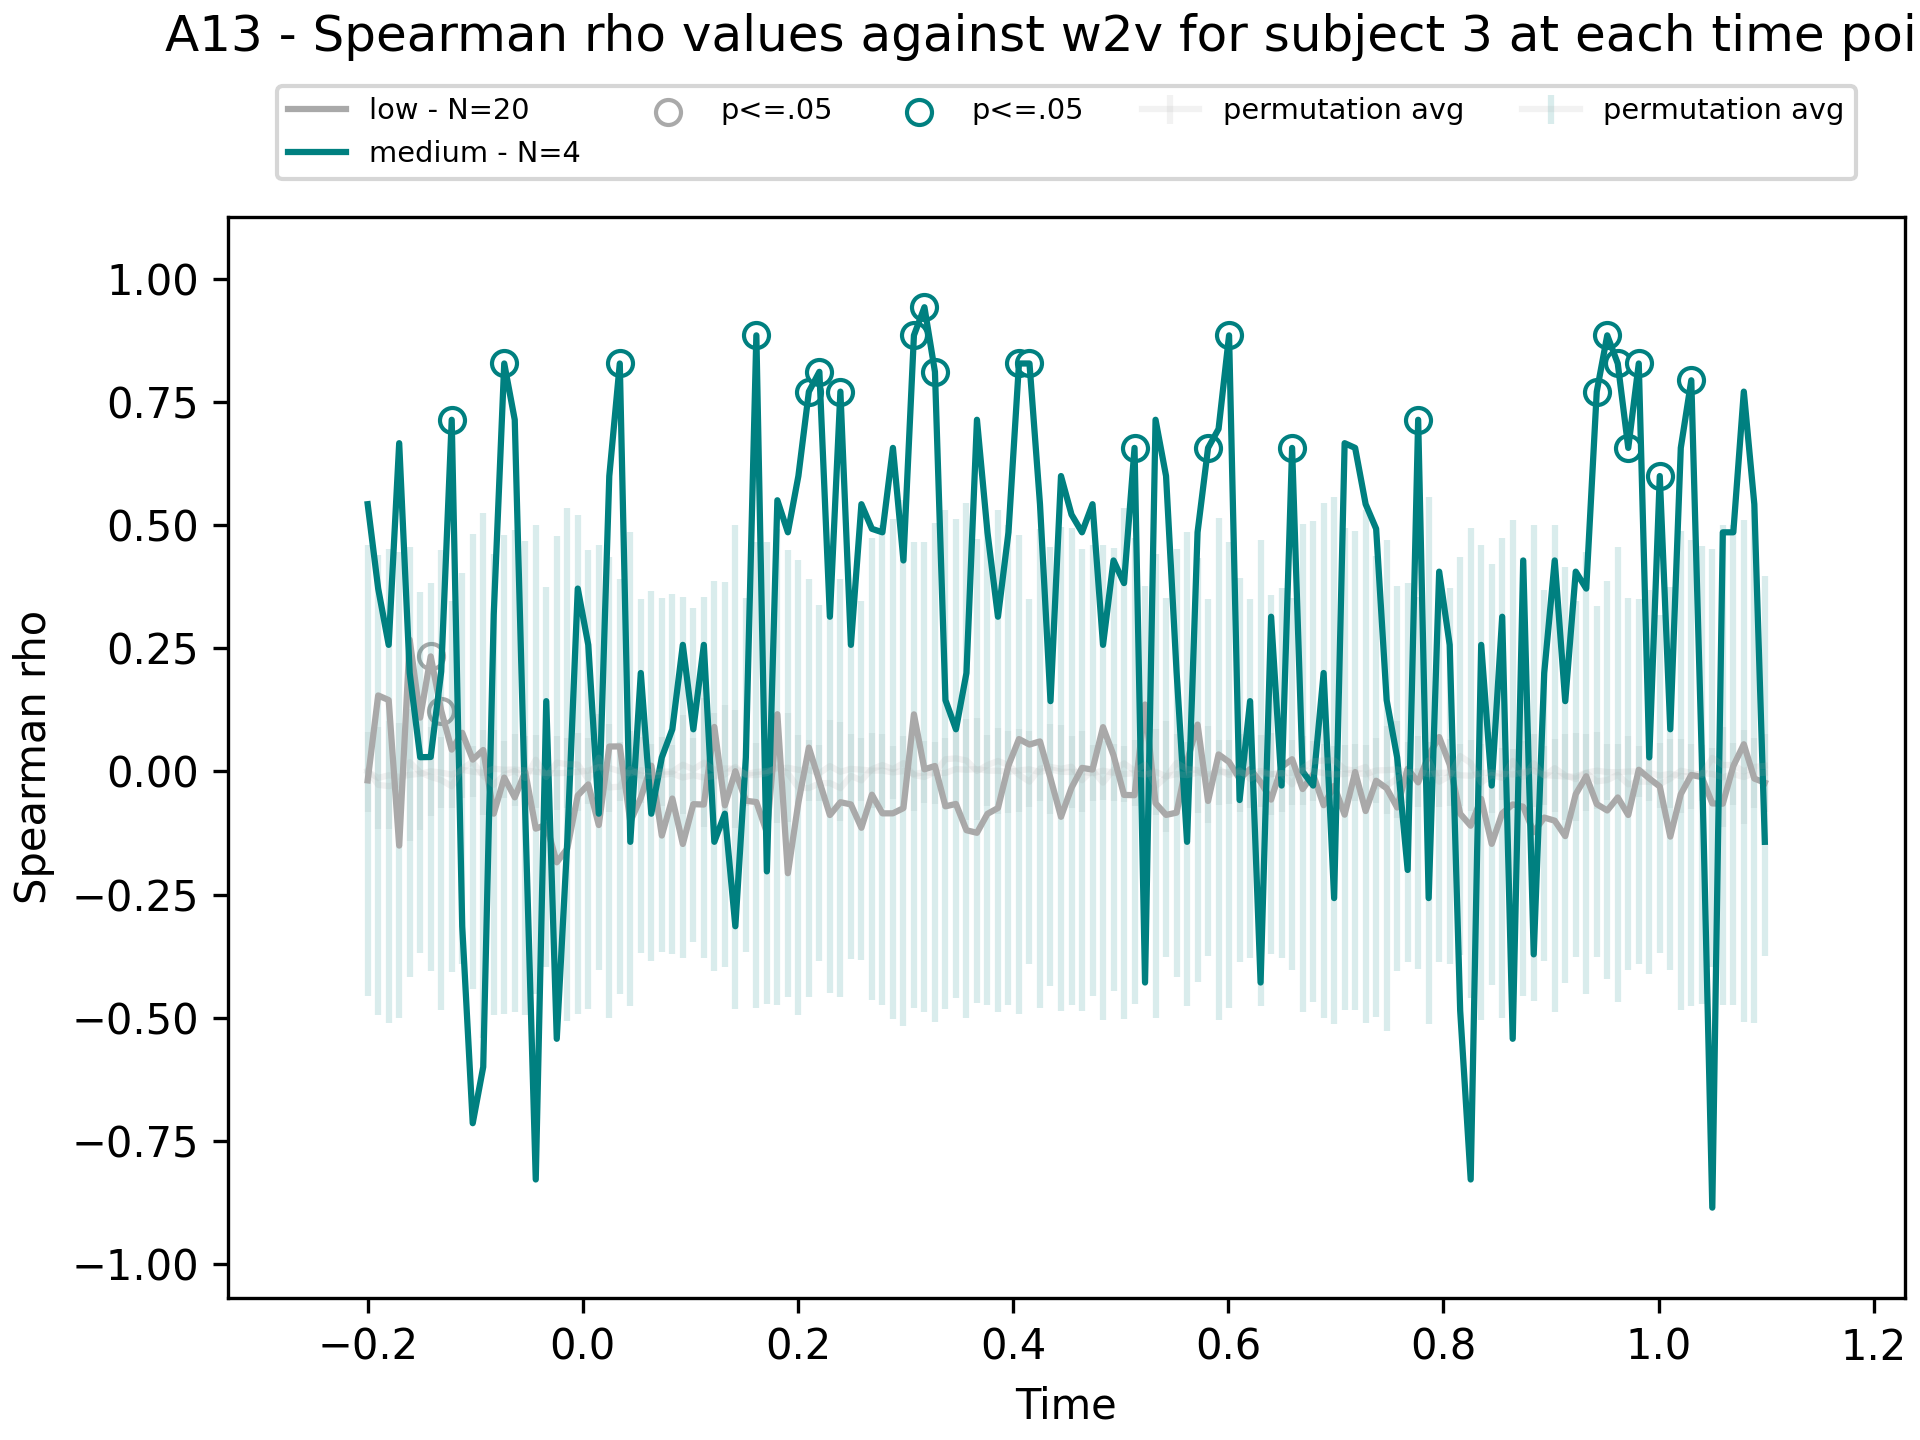 A13 - Spearman rho values against w2v for subject 3 at each time poi
low - N=20
medium - N=4
p<=.05
p<=.05
permutation avg
permutation avg
Spearman rho
1.00
0.75
0.50
0.25
0.00
−0.25
−0.50
−0.75
−1.00
−0.2 0.0 0.2 0.4 0.6 0.8 1.0 1.2
Time